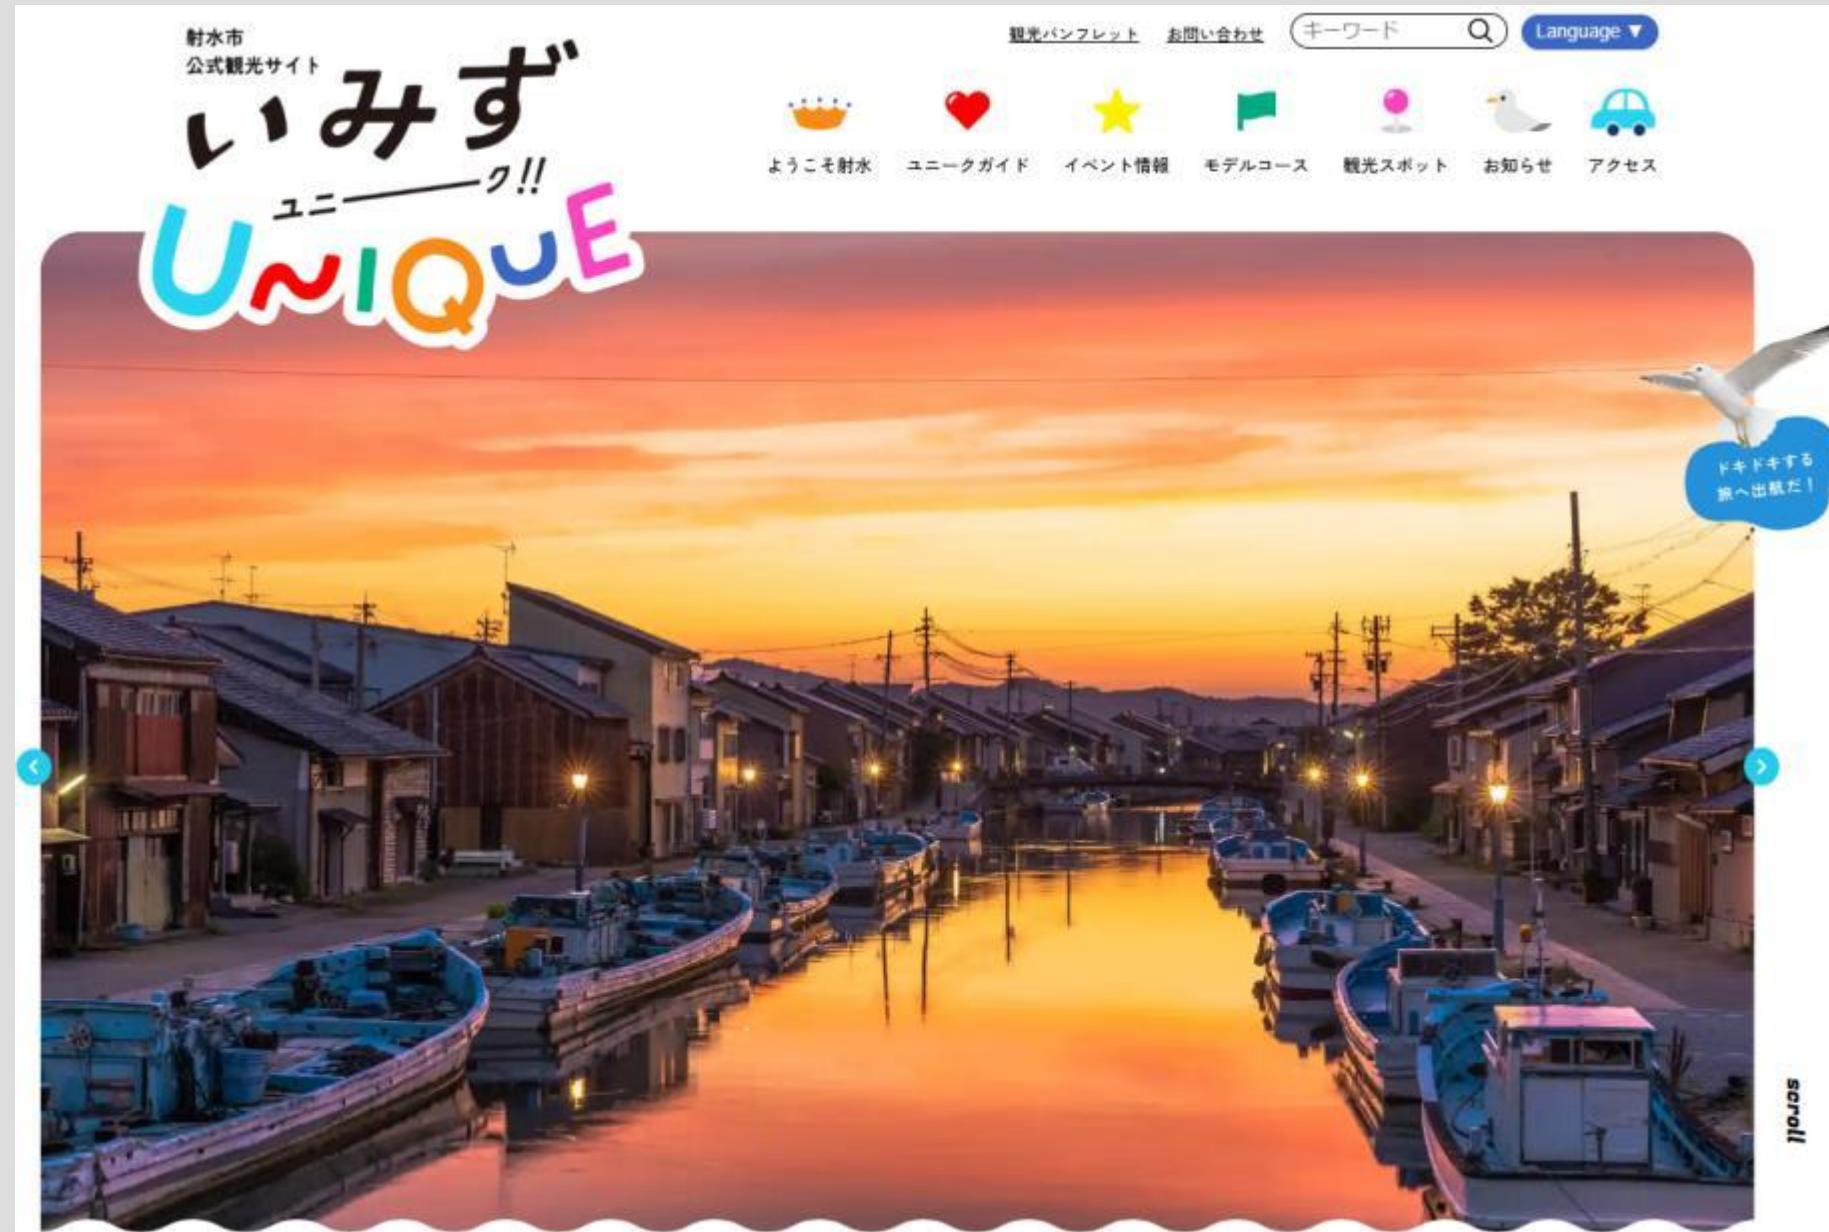 射水市
公式観光サイト
いみず
ユニーク!!
UNIQUE
観光パンフレット
お問い合わせ
キーワード
Language ▼
ようこそ射水
ユニークガイド
イベント情報
モデルコース
観光スポット
お知らせ
アクセス
ドキドキする
旅へ出航だ!
scroll